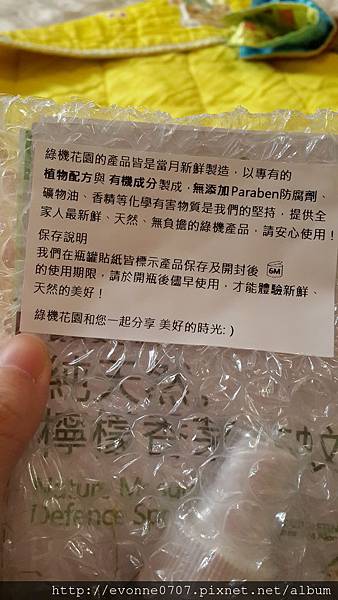 綠機花園的產品皆是當月新鮮製造，以專有的
植物配方與 有機成分製成，無添加Paraben防腐劑、
礦物油、香精等化學有害物質是我們的堅持，提供全
家人最新鮮、天然、無負擔的綠機產品，請安心使用！
保存說明
我們在瓶罐貼紙皆標示產品保存及開封後 6M
的使用期限，請於開瓶後儘早使用，才能體驗新鮮、
天然的美好！
綠機花園和您一起分享 美好的時光:）
純天然
檸檬香
Defence
http://evonne0707.pixnet.net/album